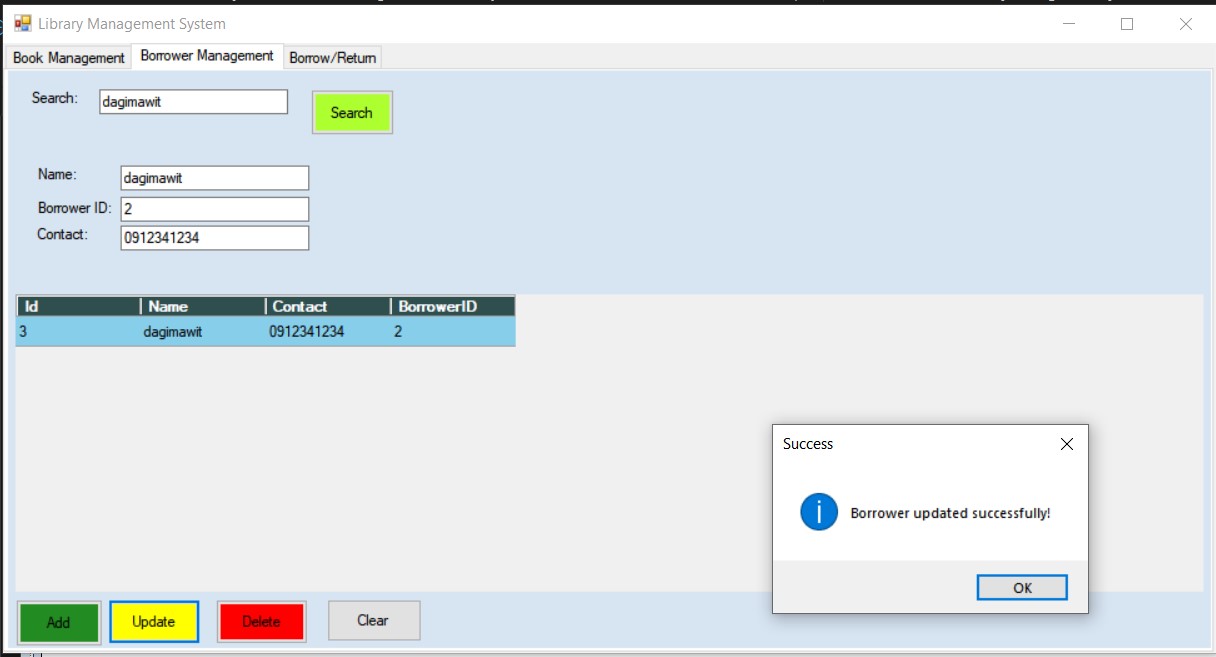 Library Management System
Book Management Borrower Management Borrow/Return
Search: dagimawit Search
Name: dagimawit
Borrower ID: 2
Contact: 0912341234
Id Name Contact BorrowerID
3 dagimawit 0912341234 2
Success
Borrower updated successfully!
OK
Add Update Delete Clear